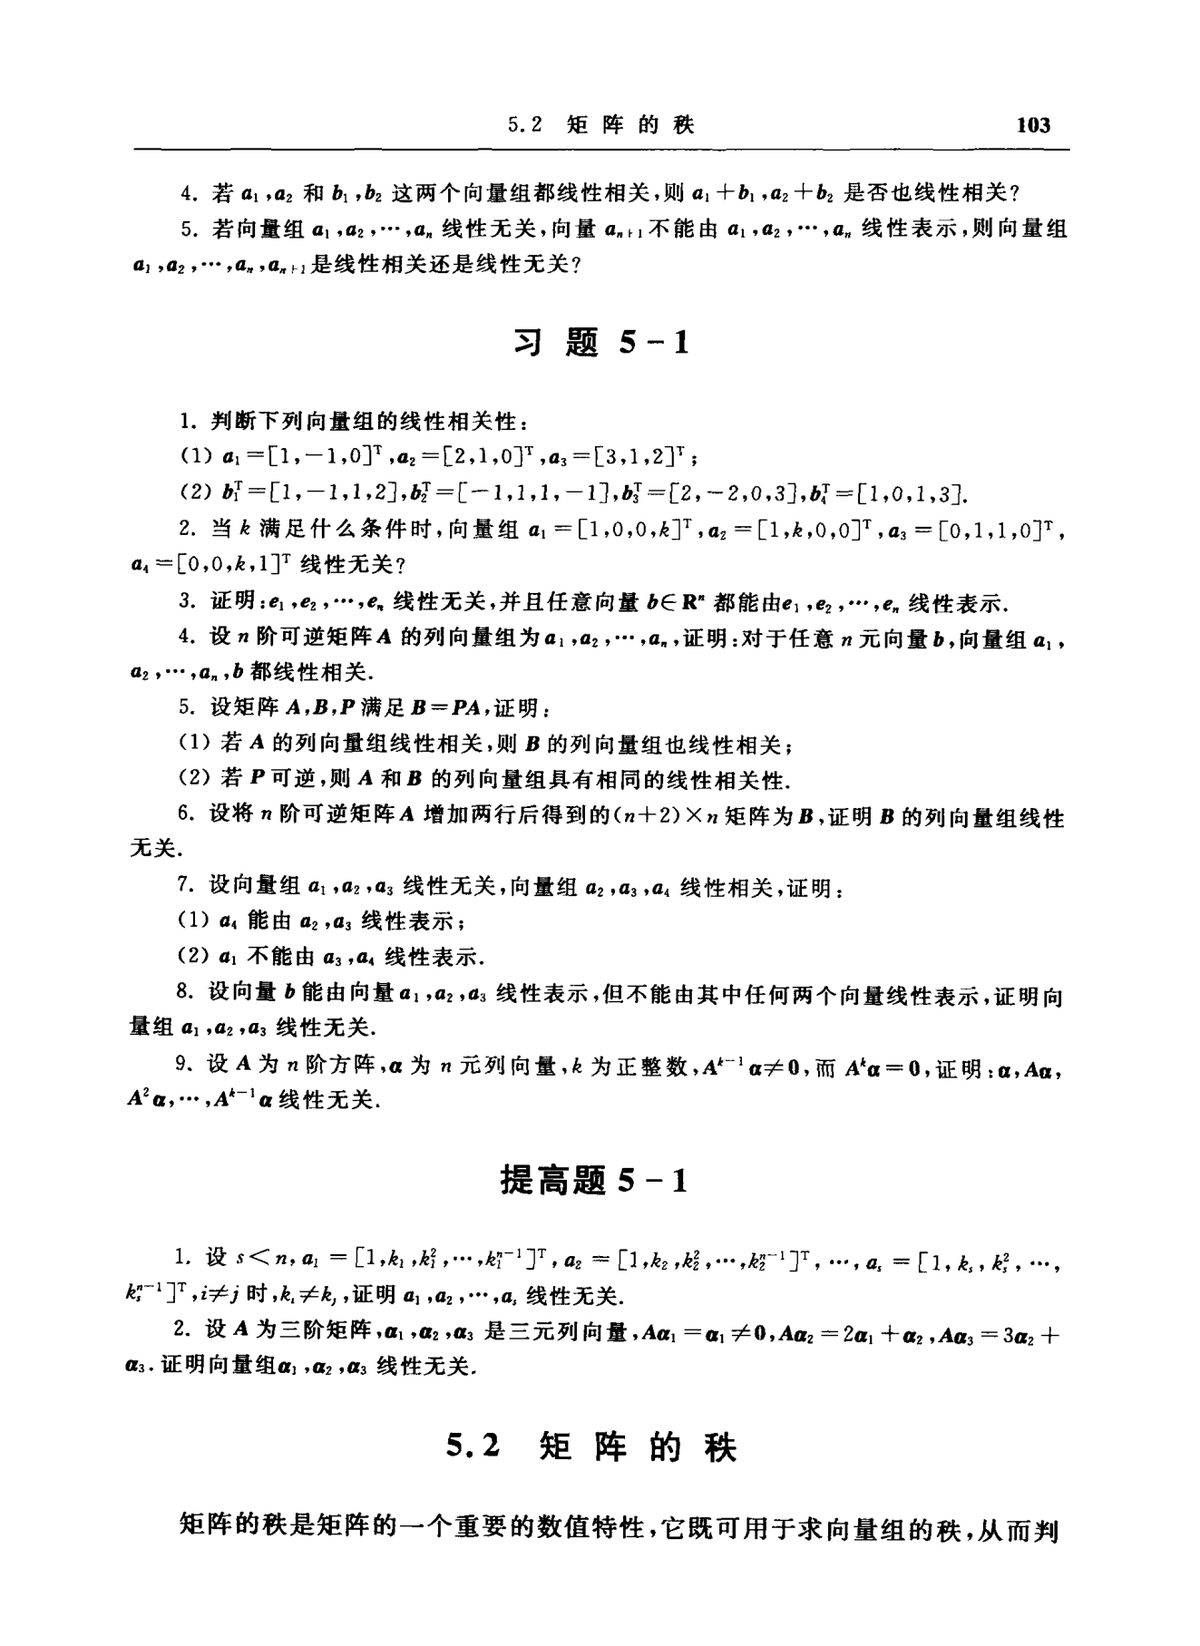 5.2 矩阵的秩 103
4. 若 a₁,a₂ 和 b₁,b₂ 这两个向量组都线性相关,则 a₁+b₁,a₂+b₂ 是否也线性相关?
5. 若向量组 a₁,a₂,⋯,aₙ 线性无关,向量 aₙ₊₁不能由 a₁,a₂,⋯,aₙ 线性表示,则向量组
a₁,a₂,⋯,aₙ,aₙ₊₁是线性相关还是线性无关?
习题 5-1
1. 判断下列向量组的线性相关性:
(1) a₁=[1,-1,0]ᵀ,a₂=[2,1,0]ᵀ,a₃=[3,1,2]ᵀ;
(2) b₁ᵀ=[1,-1,1,2],b₂ᵀ=[-1,1,1,-1],b₃ᵀ=[2,-2,0,3],b₄ᵀ=[1,0,1,3].
2. 当 k 满足什么条件时,向量组 a₁=[1,0,0,k]ᵀ,a₂=[1,k,0,0]ᵀ,a₃=[0,1,1,0]ᵀ,
a₄=[0,0,k,1]ᵀ 线性无关?
3. 证明:e₁,e₂,⋯,eₙ 线性无关,并且任意向量 b∈Rⁿ 都能由e₁,e₂,⋯,eₙ 线性表示.
4. 设 n 阶可逆矩阵A 的列向量组为a₁,a₂,⋯,aₙ,证明:对于任意 n 元向量b,向量组 a₁,
a₂,⋯,aₙ,b 都线性相关.
5. 设矩阵 A,B,P 满足 B=PA,证明:
(1) 若 A 的列向量组线性相关,则 B 的列向量组也线性相关;
(2) 若 P 可逆,则 A 和 B 的列向量组具有相同的线性相关性.
6. 设将 n 阶可逆矩阵A 增加两行后得到的(n+2)×n 矩阵为B,证明 B 的列向量组线性
无关.
7. 设向量组 a₁,a₂,a₃ 线性无关,向量组 a₂,a₃,a₄ 线性相关,证明:
(1) a₄ 能由 a₂,a₃ 线性表示;
(2) a₁ 不能由 a₃,a₄ 线性表示.
8. 设向量 b 能由向量a₁,a₂,a₃ 线性表示,但不能由其中任何两个向量线性表示,证明向
量组 a₁,a₂,a₃ 线性无关.
9. 设 A 为 n 阶方阵,α 为 n 元列向量,k 为正整数,Aᵏ⁻¹α≠0,而 Aᵏα=0,证明:α,Aα,
A²α,⋯,Aᵏ⁻¹α线性无关.
提高题 5-1
1. 设 s<n,a₁=[1,k₁,k₁²,⋯,k₁ⁿ⁻¹]ᵀ,a₂=[1,k₂,k₂²,⋯,k₂ⁿ⁻¹]ᵀ,⋯,aₛ=[1,kₛ,kₛ²,⋯,
kₛⁿ⁻¹]ᵀ,i≠j 时,kᵢ≠kⱼ,证明 a₁,a₂,⋯,aₛ 线性无关.
2. 设 A 为三阶矩阵,α₁,α₂,α₃ 是三元列向量,Aα₁=α₁≠0,Aα₂=2α₁+α₂,Aα₃=3α₂+
α₃.证明向量组α₁,α₂,α₃ 线性无关.
5.2 矩阵的秩
矩阵的秩是矩阵的一个重要的数值特性,它既可用于求向量组的秩,从而判